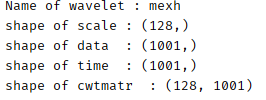 Name of wavelet : mexh
shape of scale : (128,)
shape of data  : (1001,)
shape of time  : (1001,)
shape of cwtmatr  : (128, 1001)